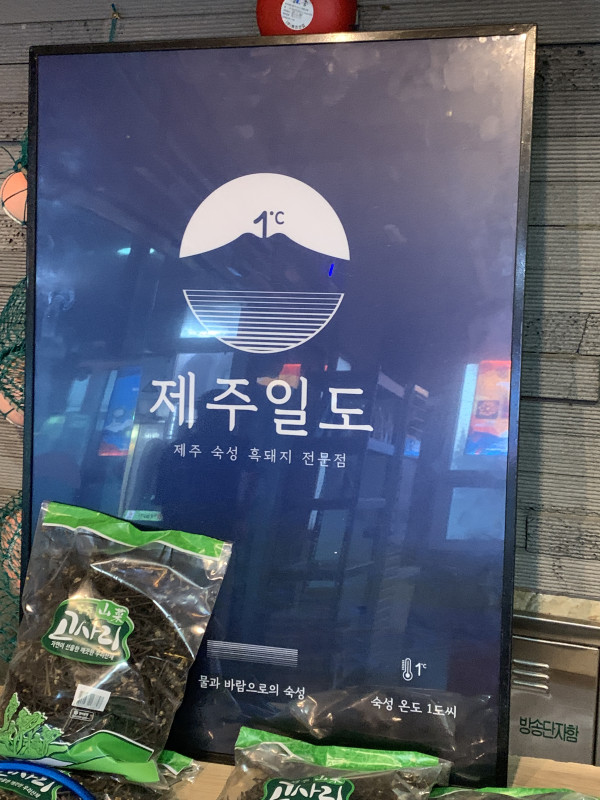 1°C
제주일도
제주 숙성 흑돼지 전문점
물과 바람으로의 숙성
1℃
숙성 온도 1도씨
山菜
고사리
방송단자함
고사리